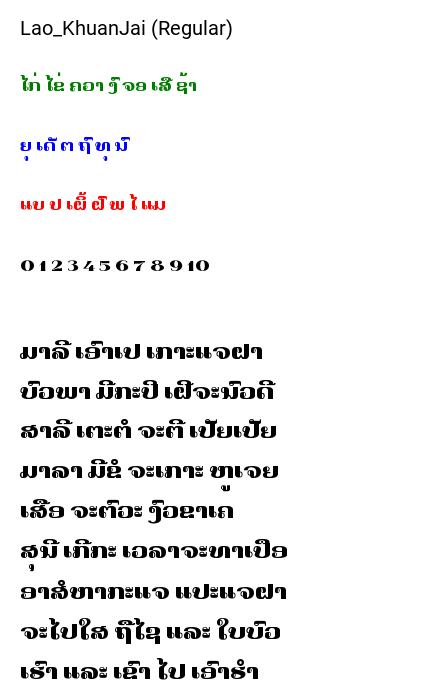 Lao_KhuanJai (Regular)
ໄກ່ ໄຂ່ ຄວາ ງົ ຈອ ເສື ຊ້າ
ຍຸ ເດັ ຕ ຖົ ທຸ ນົ
ແບ ປ ເຜິ້ ຝົ ພ ໄ ແມ
0 1 2 3 4 5 6 7 8 9 10
ມາລີ ເອົາເປ ເກາະແຈຝາ
ບົວພາ ມີກະປິ ເຝີຈະນົວດີ
ສາລີ ເຕະຕໍ ຈະຕີ ເປັຍເປັຍ
ມາລາ ມີຂໍ ຈະເກາະ ຫູເຈຍ
ເສືອ ຈະຕົວະ ງົວຂາເຄ
ສຸມີ ເກີກະ ເວລາຈະທາເປືອ
ອາສໍຫາກະແຈ ແປະແຈຝາ
ຈະໄປໃສ ຖືໄຊ ແລະ ໃບບົວ
ເຮົາ ແລະ ເຂົາ ໄປ ເອົາຮໍາ